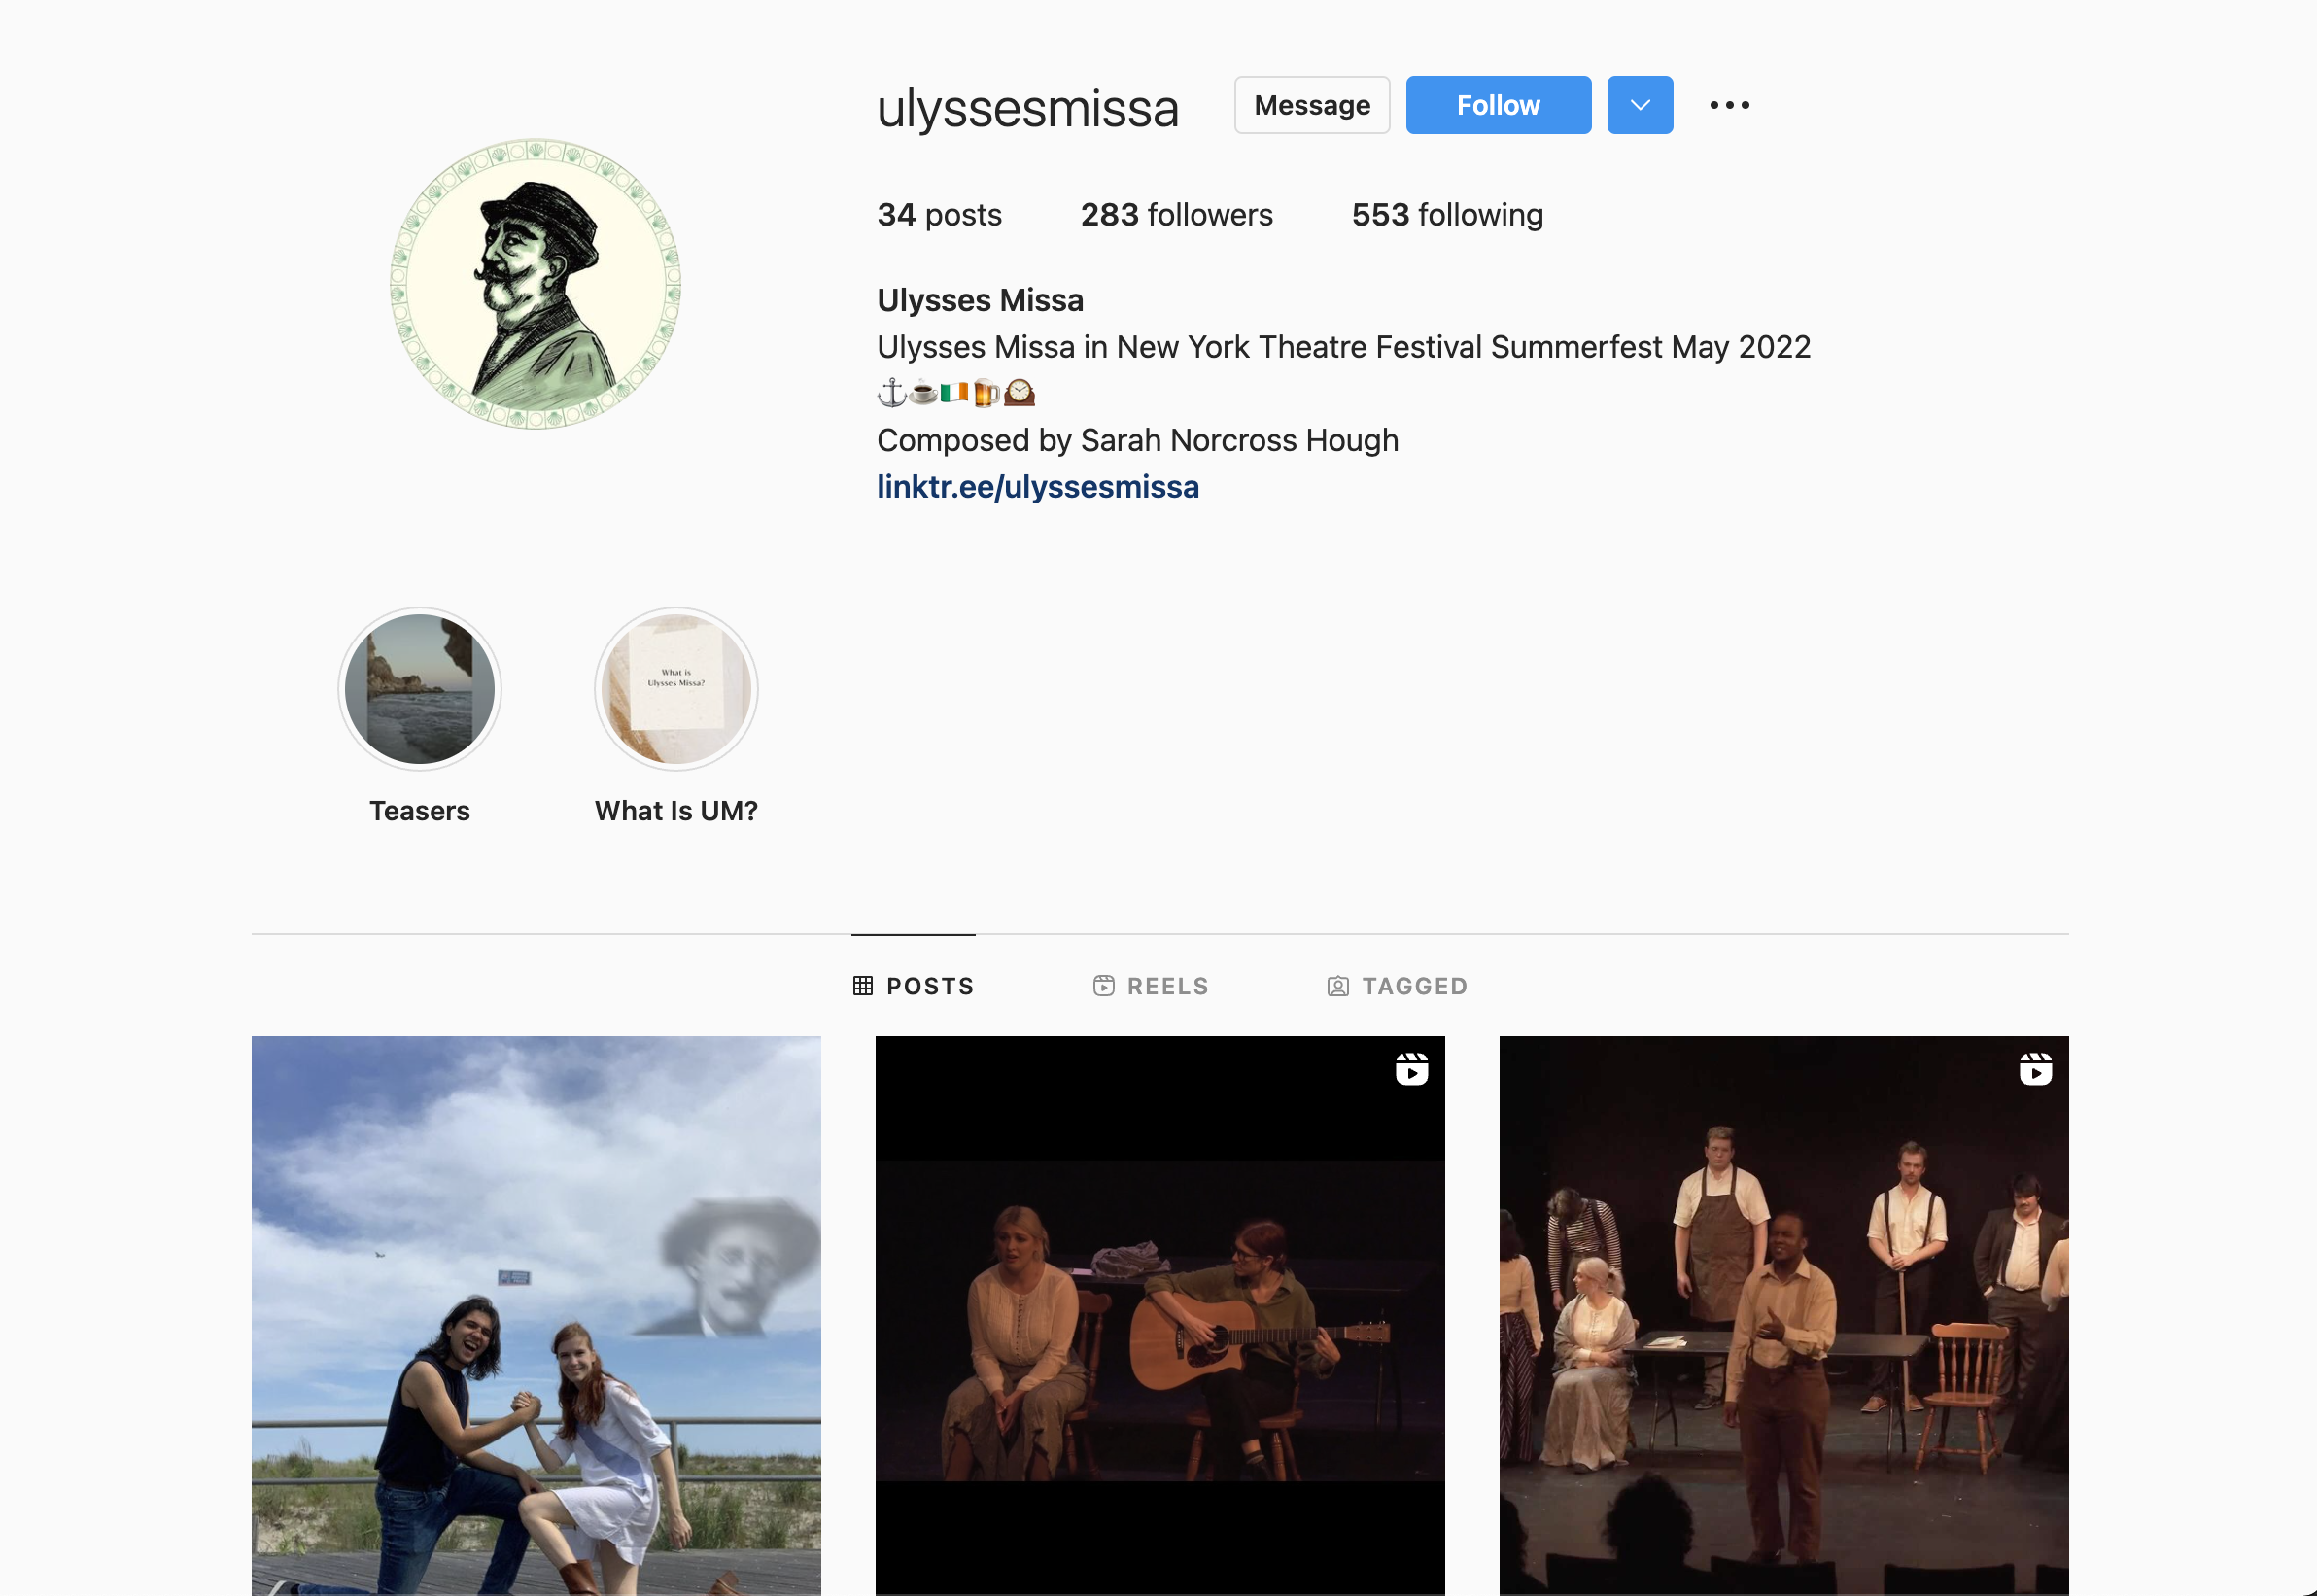 ulyssesmissa Message Follow
34 posts 283 followers 553 following
Ulysses Missa
Ulysses Missa in New York Theatre Festival Summerfest May 2022
⚓☕🇮🇪🍺🕰
Composed by Sarah Norcross Hough
linktr.ee/ulyssesmissa
What is
Ulysses Missa?
Teasers What Is UM?
POSTS REELS TAGGED